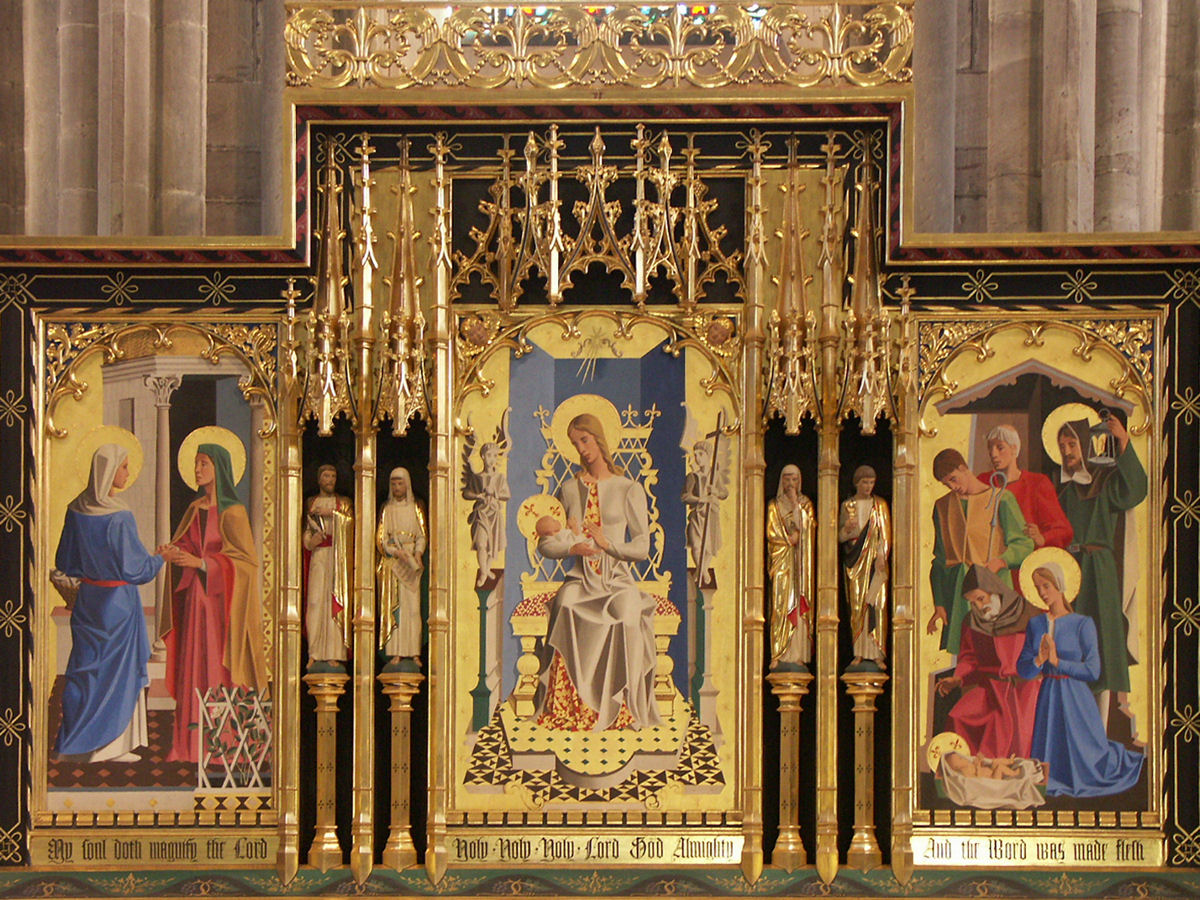 My soul doth magnify the Lord
Holy · Holy · Holy · Lord God Almighty
And the Word was made flesh